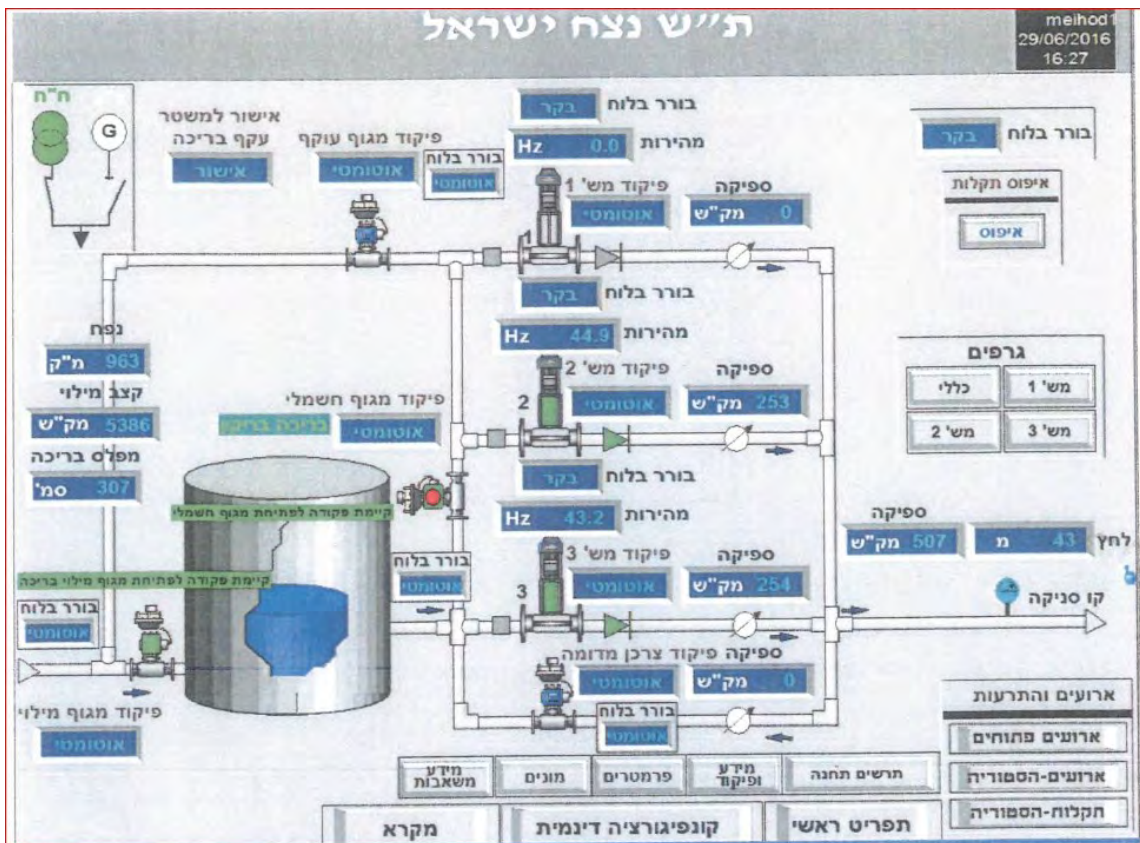 ת"ש נצח ישראל
meihod1
29/06/2016
16:27
ח"ח
G
אישור למשטר
עקף בריכה
אישור
פיקוד מגוף עוקף
אוטומטי
בורר בלוח
אוטומטי
בורר בלוח
בקר
מהירות
0.0 Hz
פיקוד מש' 1
אוטומטי
ספיקה
0 מק"ש
1
בורר בלוח
בקר
איפוס תקלות
איפוס
בורר בלוח
בקר
מהירות
44.9 Hz
פיקוד מש' 2
אוטומטי
ספיקה
253 מק"ש
2
נפח
963 מ"ק
קצב מילוי
5386 מק"ש
מפלס בריכה
307 סמ'
פיקוד מגוף חשמלי
אוטומטי
גרפים
מש' 1
כללי
מש' 3
מש' 2
בורר בלוח
בקר
מהירות
43.2 Hz
פיקוד מש' 3
אוטומטי
ספיקה
254 מק"ש
3
קיימת פקודה לפתיחת מגוף חשמלי
קיימת פקודה לפתיחת מגוף מילוי בריכה
בורר בלוח
אוטומטי
בורר בלוח
אוטומטי
פיקוד מגוף מילוי
אוטומטי
ספיקה
507 מק"ש
לחץ
43 מ
קו סניקה
פיקוד צרכן מדומה
אוטומטי
ספיקה
0 מק"ש
בורר בלוח
אוטומטי
ארועים והתרעות
ארועים פתוחים
ארועים-הסטוריה
תקלות-הסטוריה
תרשים תחנה
מידע ופיקוד
פרמטרים
מונים
מידע משאבות
תפריט ראשי
קונפיגורציה דינמית
מקרא